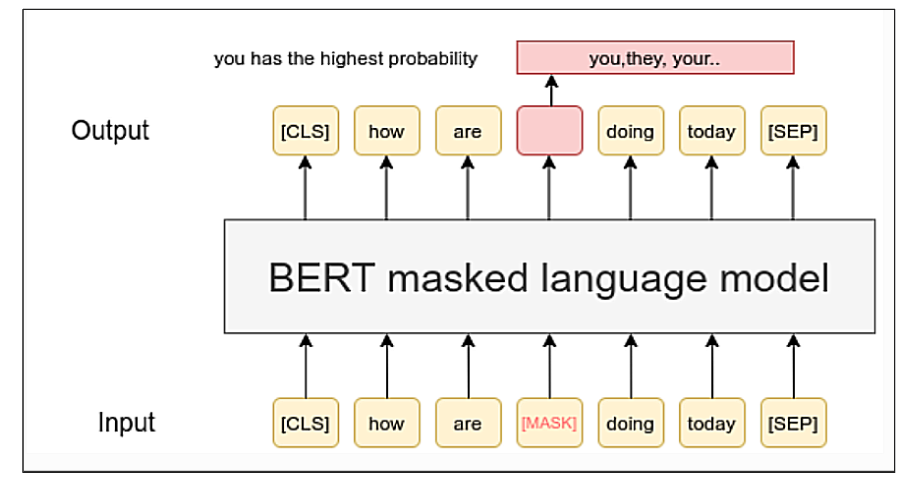 you has the highest probability
you,they, your..
Output
[CLS] how are doing today [SEP]
BERT masked language model
Input
[CLS] how are [MASK] doing today [SEP]